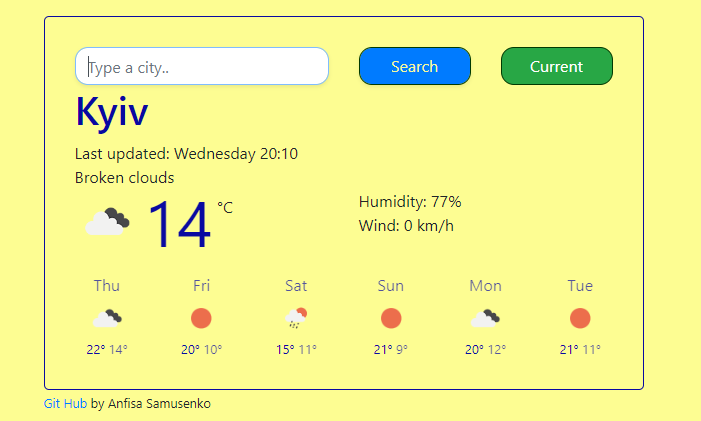 Type a city..
Search
Current
Kyiv
Last updated: Wednesday 20:10
Broken clouds
14 °C
Humidity: 77%
Wind: 0 km/h
Thu Fri Sat Sun Mon Tue
22° 14° 20° 10° 15° 11° 21° 9° 20° 12° 21° 11°
Git Hub by Anfisa Samusenko